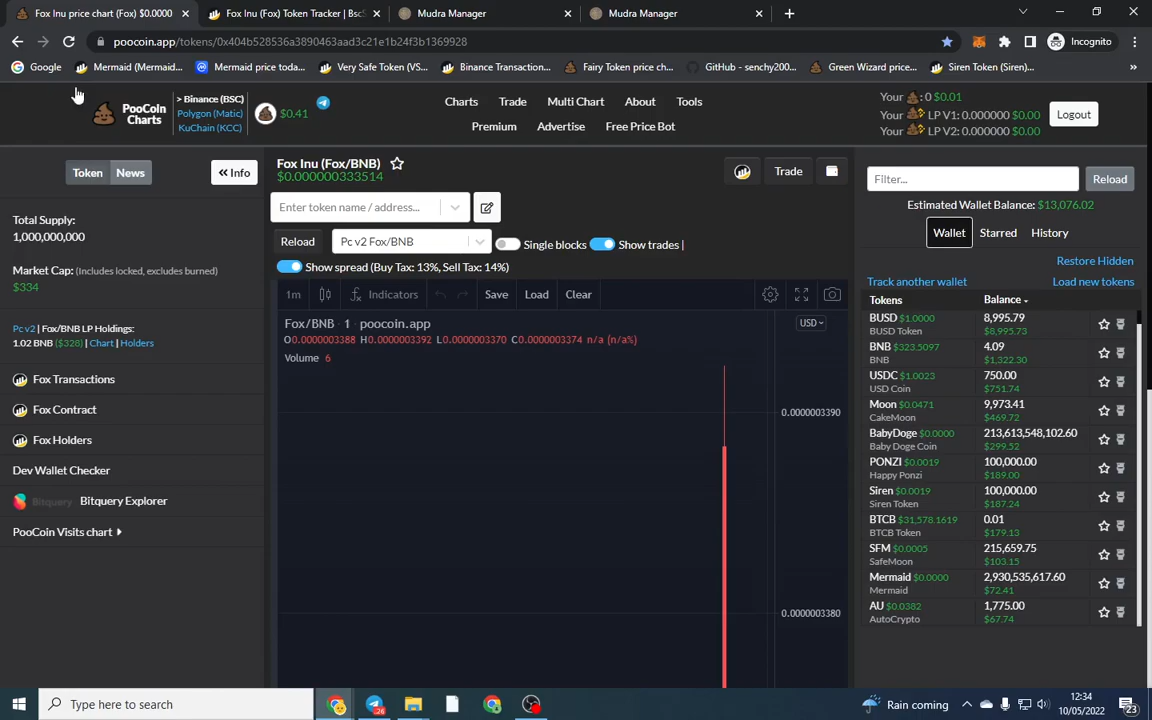 Fox Inu price chart (Fox) $0.0000
Fox Inu (Fox) Token Tracker | BscS
Mudra Manager
Mudra Manager
poocoin.app/tokens/0x404b528536a3890463aad3c21e1b24f3b1369928
Incognito
Google
Mermaid (Mermaid...
Mermaid price toda...
Very Safe Token (VS...
Binance Transaction...
Fairy Token price ch...
GitHub - senchy200...
Green Wizard price...
Siren Token (Siren)...
PooCoin
Charts
> Binance (BSC)
Polygon (Matic)
KuChain (KCC)
$0.41
Charts
Trade
Multi Chart
About
Tools
Premium
Advertise
Free Price Bot
Your : 0 $0.01
Your LP V1: 0.000000 $0.00
Your LP V2: 0.000000 $0.00
Logout
Token
News
Info
Total Supply:
1,000,000,000
Market Cap: (Includes locked, excludes burned)
$334
Pc v2 | Fox/BNB LP Holdings:
1.02 BNB ($328) | Chart | Holders
Fox Transactions
Fox Contract
Fox Holders
Dev Wallet Checker
Bitquery
Bitquery Explorer
PooCoin Visits chart
Fox Inu (Fox/BNB)
$0.000000333514
Trade
Enter token name / address...
Reload
Pc v2 Fox/BNB
Single blocks
Show trades |
Show spread (Buy Tax: 13%, Sell Tax: 14%)
1m
Indicators
Save
Load
Clear
Fox/BNB · 1 · poocoin.app
USD
O0.0000003388 H0.0000003392 L0.0000003370 C0.0000003374 n/a (n/a%)
Volume 6
0.0000003390
0.0000003380
Filter...
Reload
Estimated Wallet Balance: $13,076.02
Wallet
Starred
History
Restore Hidden
Track another wallet
Load new tokens
Tokens
Balance
BUSD $1.0000 8,995.79
BUSD Token $8,995.73
BNB $323.5097 4.09
BNB $1,322.30
USDC $1.0023 750.00
USD Coin $751.74
Moon $0.0471 9,973.41
CakeMoon $469.72
BabyDoge $0.0000 213,613,548,102.60
Baby Doge Coin $299.52
PONZI $0.0019 100,000.00
Happy Ponzi $189.00
Siren $0.0019 100,000.00
Siren Token $187.24
BTCB $31,578.1619 0.01
BTCB Token $179.13
SFM $0.0005 215,659.75
SafeMoon $103.15
Mermaid $0.0000 2,930,535,617.60
Mermaid $72.41
AU $0.0382 1,775.00
AutoCrypto $67.74
Type here to search
26
Rain coming
12:34
10/05/2022
23